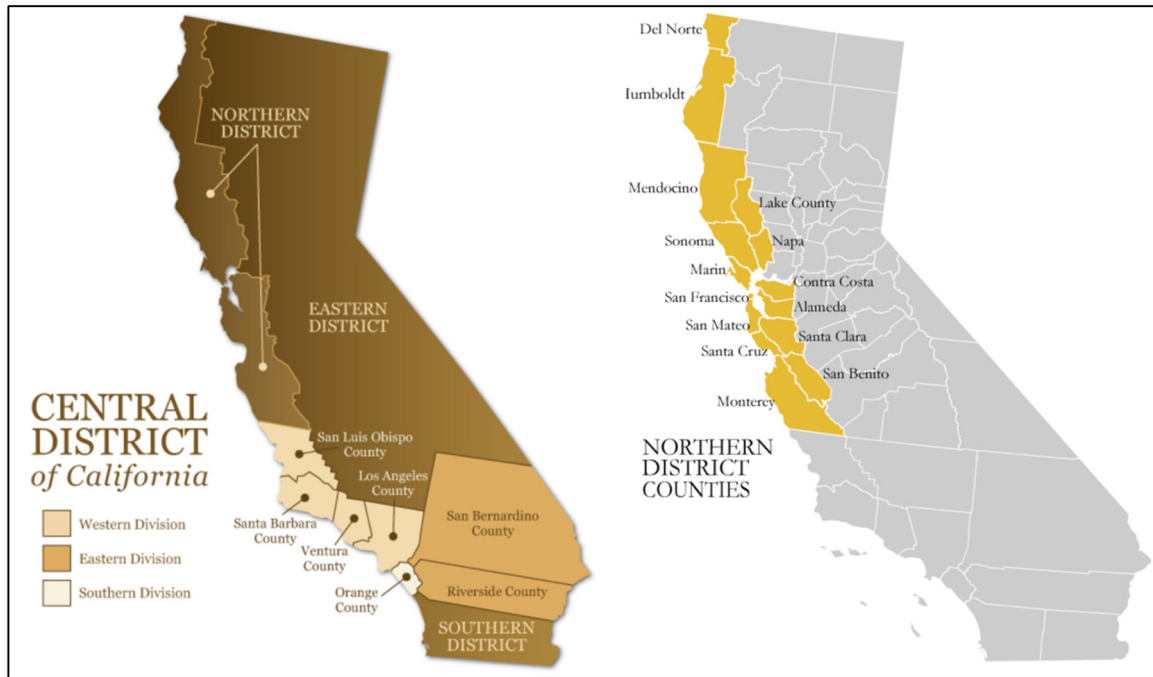 NORTHERN
DISTRICT
EASTERN
DISTRICT
CENTRAL
DISTRICT
of California
Western Division
Eastern Division
Southern Division
San Luis Obispo
County
Los Angeles
County
Santa Barbara
County
Ventura
County
San Bernardino
County
Orange
County
Riverside County
SOUTHERN
DISTRICT
Del Norte
Iumboldt
Mendocino
Lake County
Sonoma
Napa
Marin
Contra Costa
San Francisco
Alameda
San Mateo
Santa Clara
Santa Cruz
San Benito
Monterey
NORTHERN
DISTRICT
COUNTIES